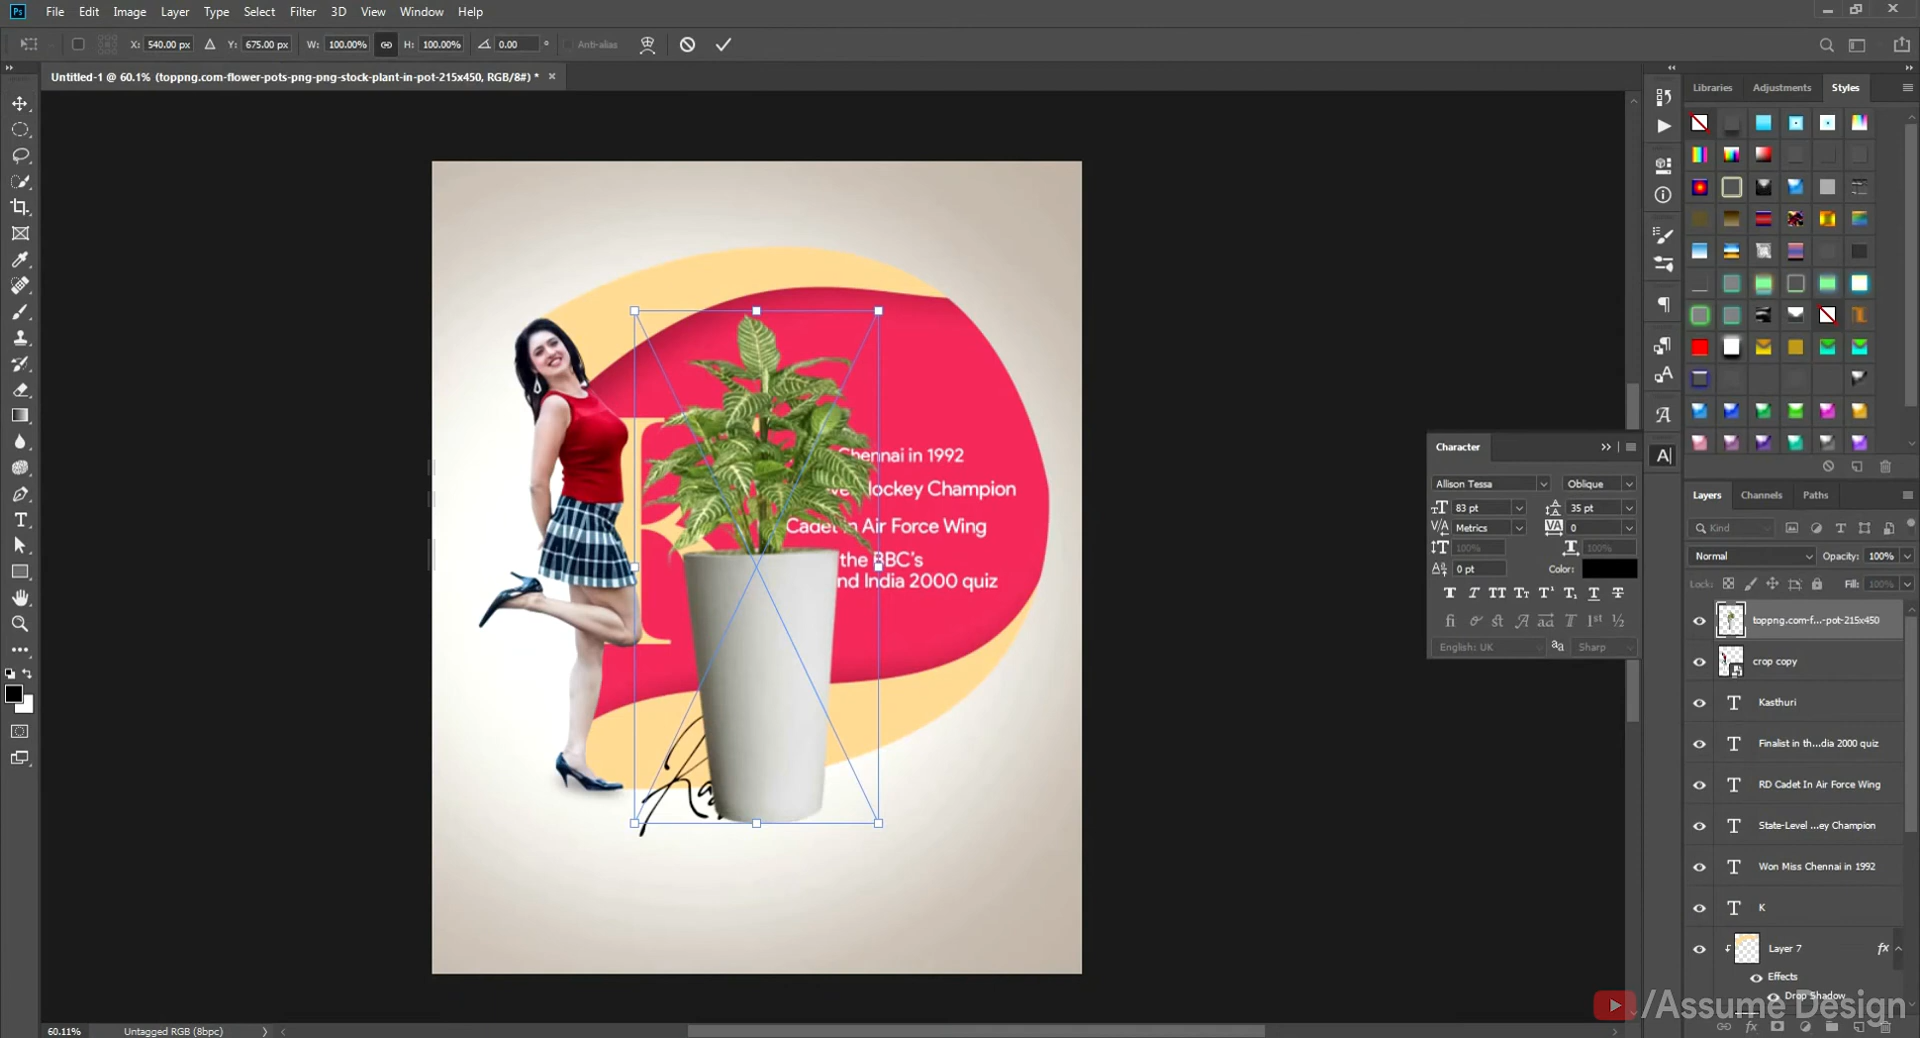 Ps File Edit Image Layer Type Select Filter 3D View Window Help
X: 540.00 px Y: 675.00 px W: 100.00% H: 100.00% 0.00 ° Anti-alias
Untitled-1 @ 60.1% (toppng.com-flower-pots-png-png-stock-plant-in-pot-215x450, RGB/8#) *
Libraries Adjustments Styles
Chennai in 1992
Hockey Champion
Cadet in Air Force Wing
the BBC's
nd India 2000 quiz
Character
Allison Tessa Oblique
83 pt 35 pt
Metrics 0
100% 100%
0 pt Color:
English: UK Sharp
Layers Channels Paths
Kind
Normal Opacity: 100%
Lock: Fill: 100%
toppng.com-f...-pot-215x450
crop copy
Kasthuri
Finalist in th...dia 2000 quiz
RD Cadet In Air Force Wing
State-Level ...ey Champion
Won Miss Chennai in 1992
K
Layer 7 fx
Effects
Drop Shadow
/Assume Design
60.11% Untagged RGB (8bpc)